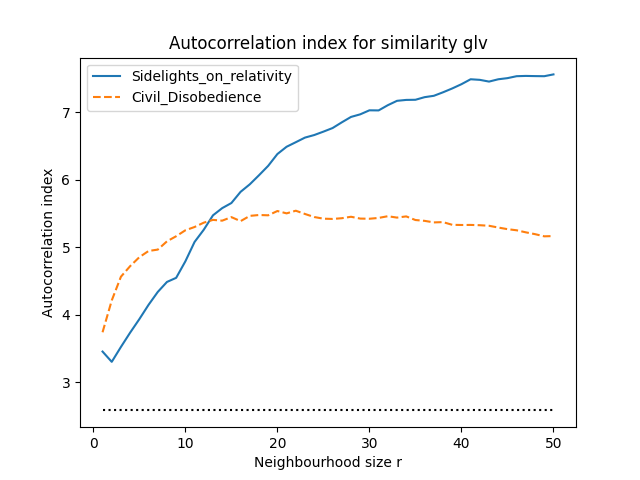 Autocorrelation index for similarity glv
Sidelights_on_relativity
Civil_Disobedience
Autocorrelation index
7
6
5
4
3
0 10 20 30 40 50
Neighbourhood size r